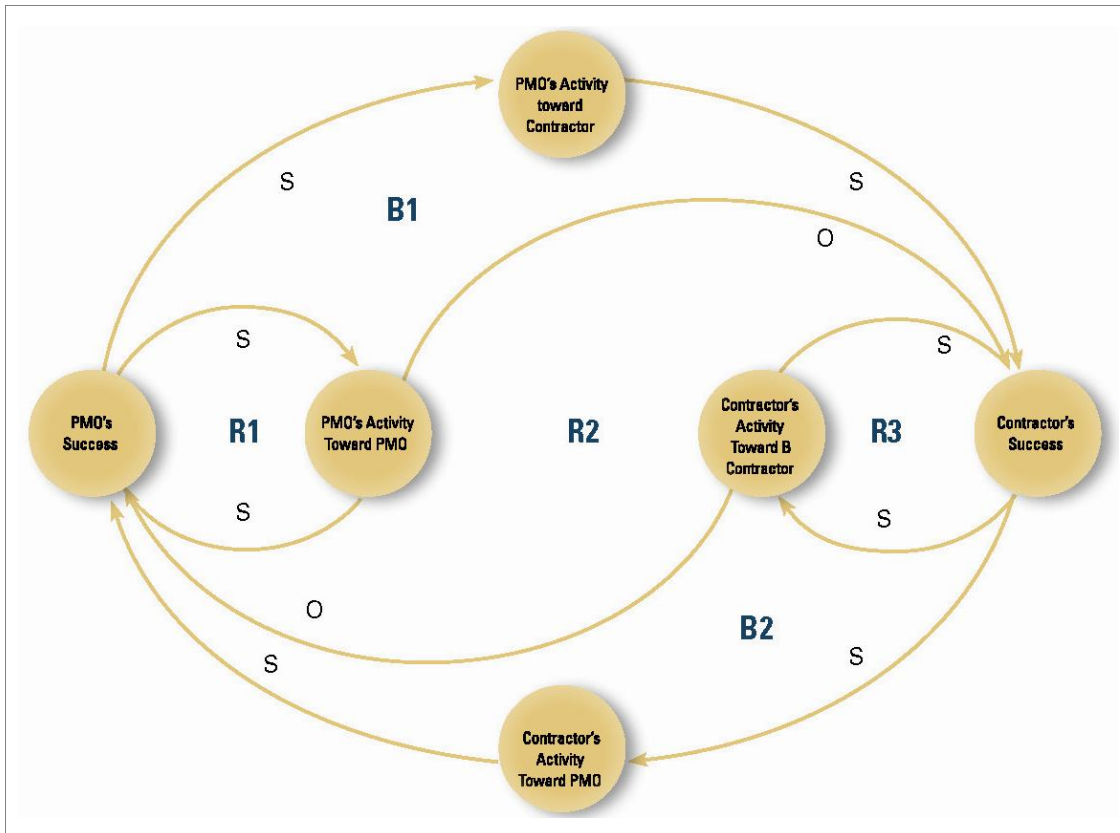 PMO's Activity
toward
Contractor
S
S
B1
O
S
S
PMO's
Success
R1
PMO's Activity
Toward PMO
R2
Contractor's
Activity
Toward B
Contractor
R3
Contractor's
Success
S
S
O
B2
S
S
Contractor's
Activity
Toward PMO